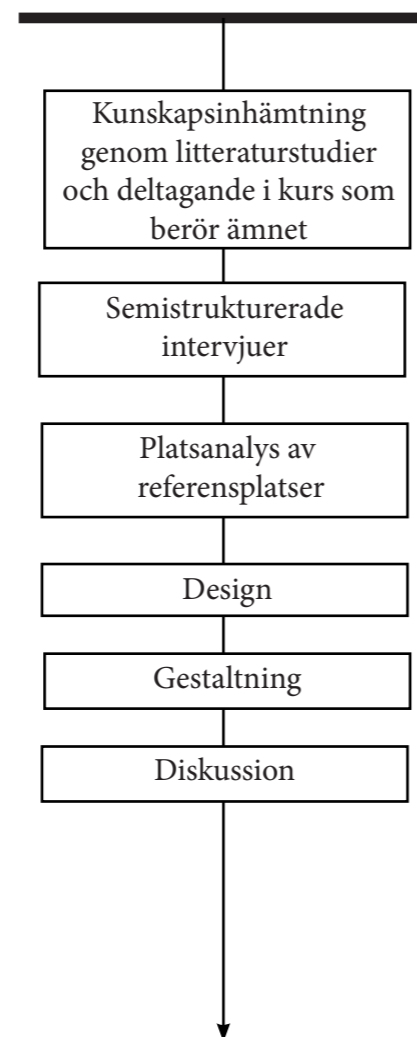 Kunskapsinhämtning
genom litteraturstudier
och deltagande i kurs som
berör ämnet
Semistrukturerade
intervjuer
Platsanalys av
referensplatser
Design
Gestaltning
Diskussion